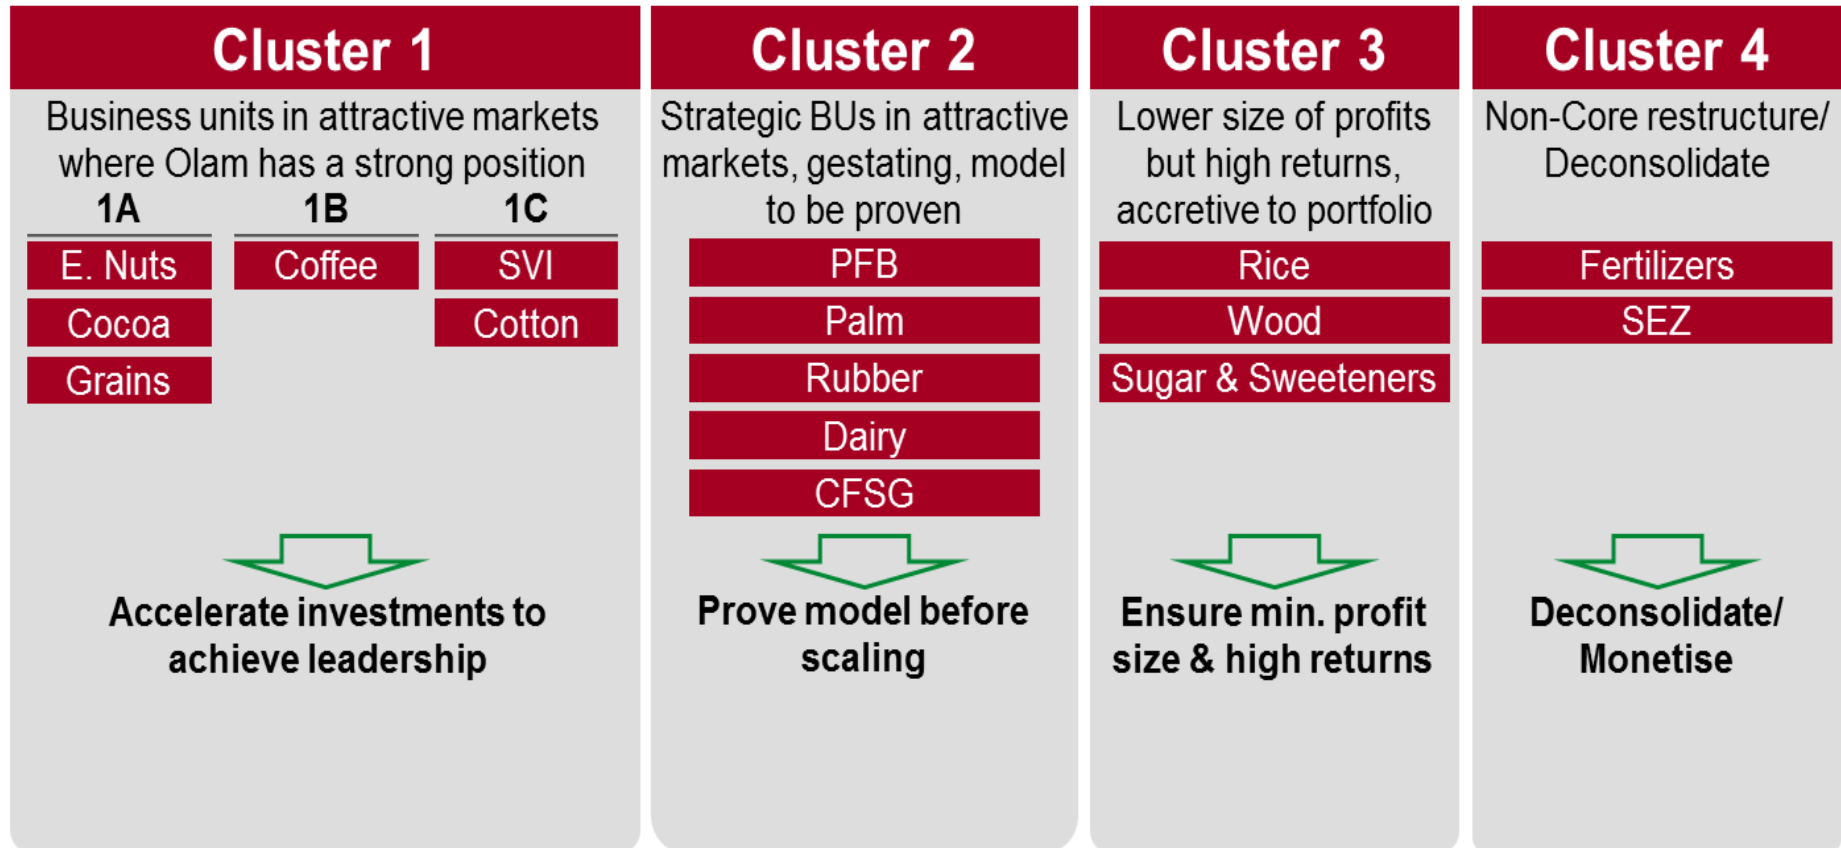 Cluster 1
Business units in attractive markets
where Olam has a strong position
1A
1B
1C
E. Nuts
Cocoa
Grains
Coffee
SVI
Cotton
Accelerate investments to
achieve leadership
Cluster 2
Strategic BUs in attractive
markets, gestating, model
to be proven
PFB
Palm
Rubber
Dairy
CFSG
Prove model before
scaling
Cluster 3
Lower size of profits
but high returns,
accretive to portfolio
Rice
Wood
Sugar & Sweeteners
Ensure min. profit
size & high returns
Cluster 4
Non-Core restructure/
Deconsolidate
Fertilizers
SEZ
Deconsolidate/
Monetise